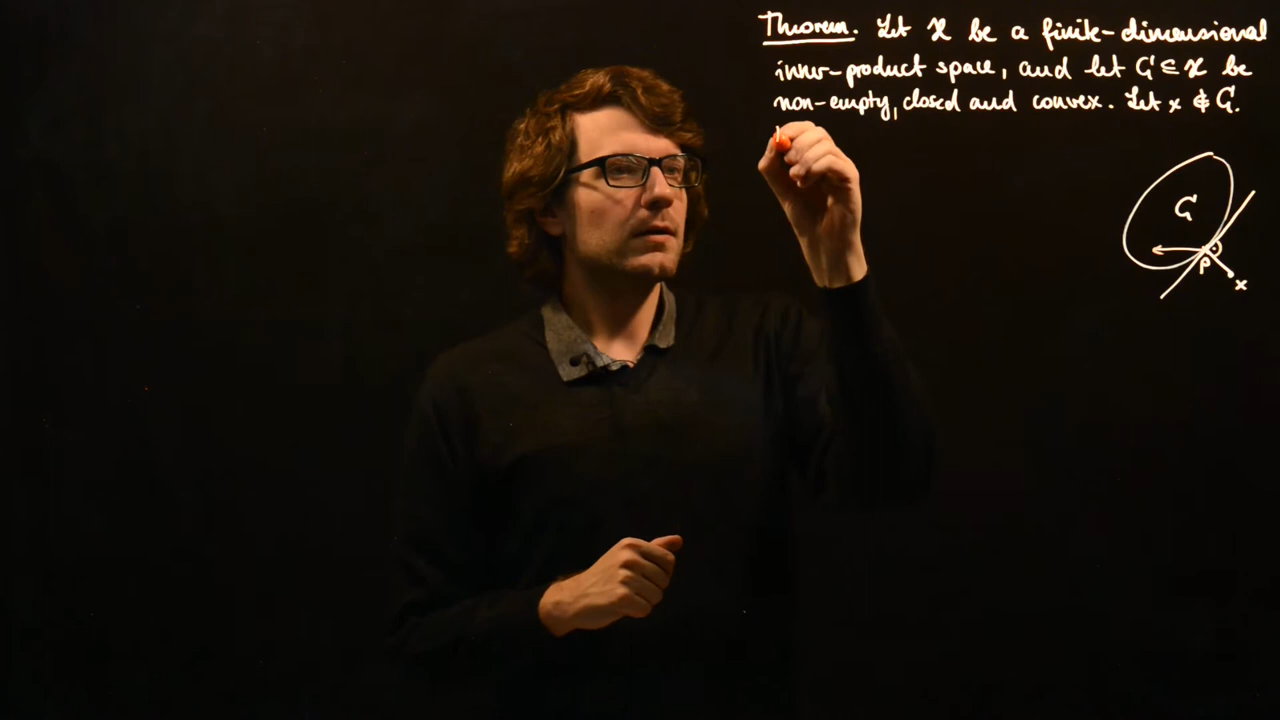 Theorem. Let ℋ be a finite-dimensional
inner-product space, and let C ⊆ ℋ be
non-empty, closed and convex. Let x ∉ C.
C
p
x